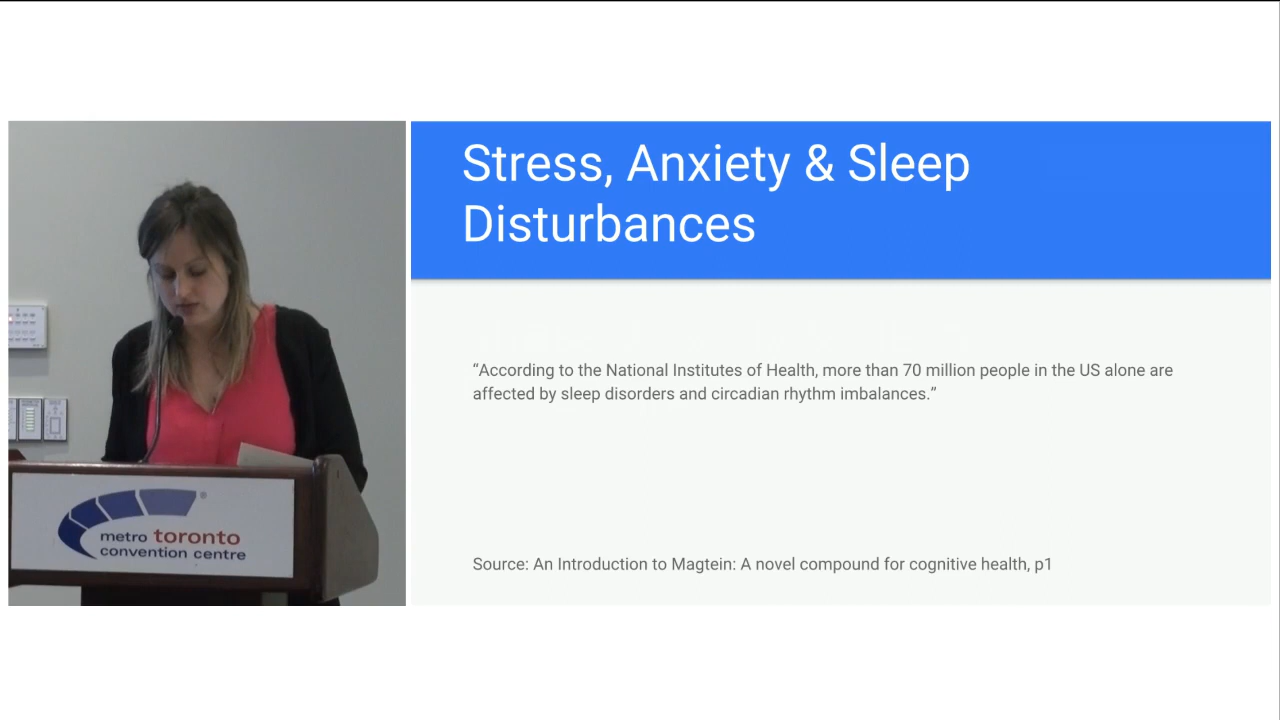 Stress, Anxiety & Sleep
Disturbances
“According to the National Institutes of Health, more than 70 million people in the US alone are
affected by sleep disorders and circadian rhythm imbalances.”
Source: An Introduction to Magtein: A novel compound for cognitive health, p1
metro toronto
convention centre
®